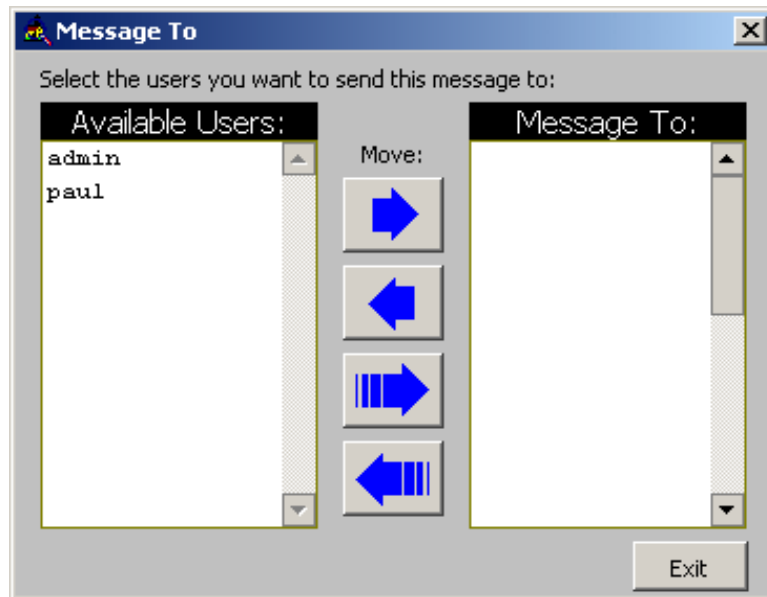 Message To
Select the users you want to send this message to:
Available Users:
admin
paul
Move:
Message To:
Exit